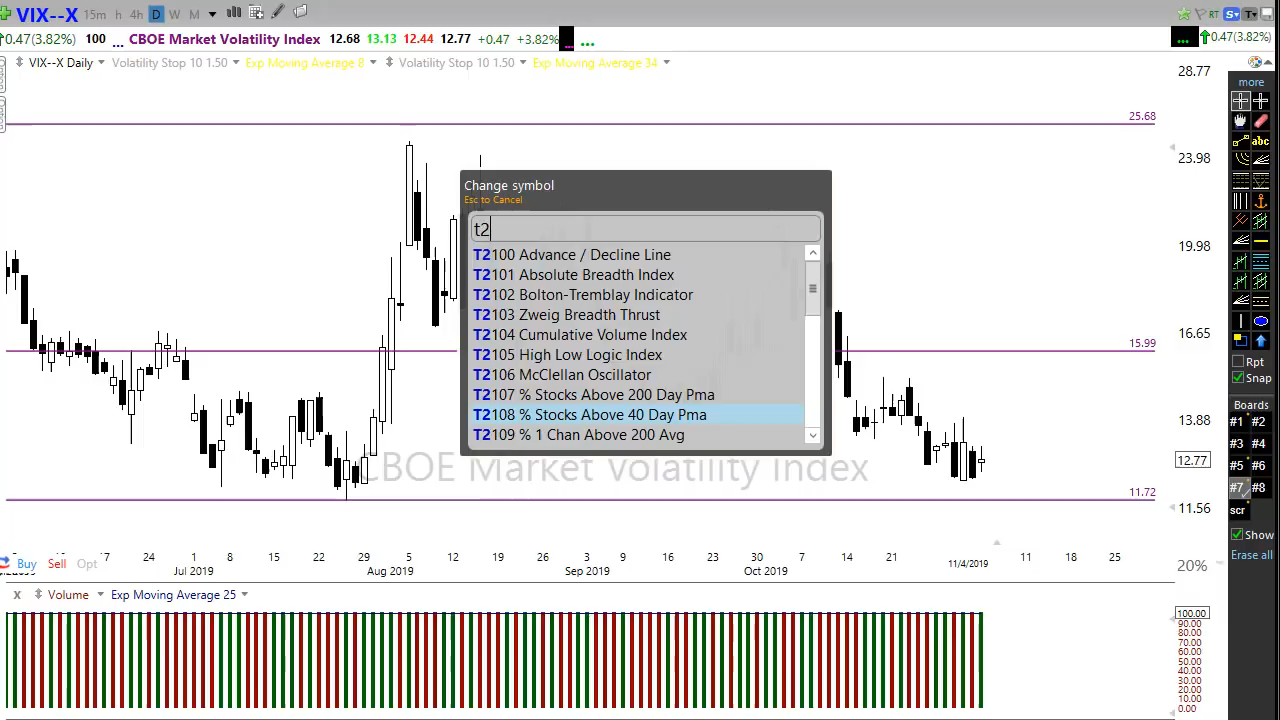 VIX--X 15m h 4h D W M RT S T
0.47(3.82%) 100 ... CBOE Market Volatility Index 12.68 13.13 12.44 12.77 +0.47 +3.82% ... ... ... 0.47(3.82%)
VIX--X Daily Volatility Stop 10 1.50 Exp Moving Average 8 Volatility Stop 10 1.50 Exp Moving Average 34
28.77
more
25.68
abc
23.98
Change symbol
Esc to Cancel
t2
T2100 Advance / Decline Line
19.98
T2101 Absolute Breadth Index
T2102 Bolton-Tremblay Indicator
T2103 Zweig Breadth Thrust
T2104 Cumulative Volume Index
16.65
15.99
T2105 High Low Logic Index
Rpt
T2106 McClellan Oscillator
Snap
T2107 % Stocks Above 200 Day Pma
Boards
T2108 % Stocks Above 40 Day Pma
13.88
#1 #2
T2109 % 1 Chan Above 200 Avg
#3 #4
12.77
CBOE Market Volatility Index
#5 #6
11.72
#7 #8
11.56
scr
Show
Erase all
17 24 1 8 15 22 29 5 12 19 26 3 9 16 23 30 7 14 21 11 18 25
Buy Sell Opt
11/4/2019
20%
Jul 2019 Aug 2019 Sep 2019 Oct 2019
x Volume Exp Moving Average 25
100.00
90.00
80.00
70.00
60.00
50.00
40.00
30.00
20.00
10.00
0.00